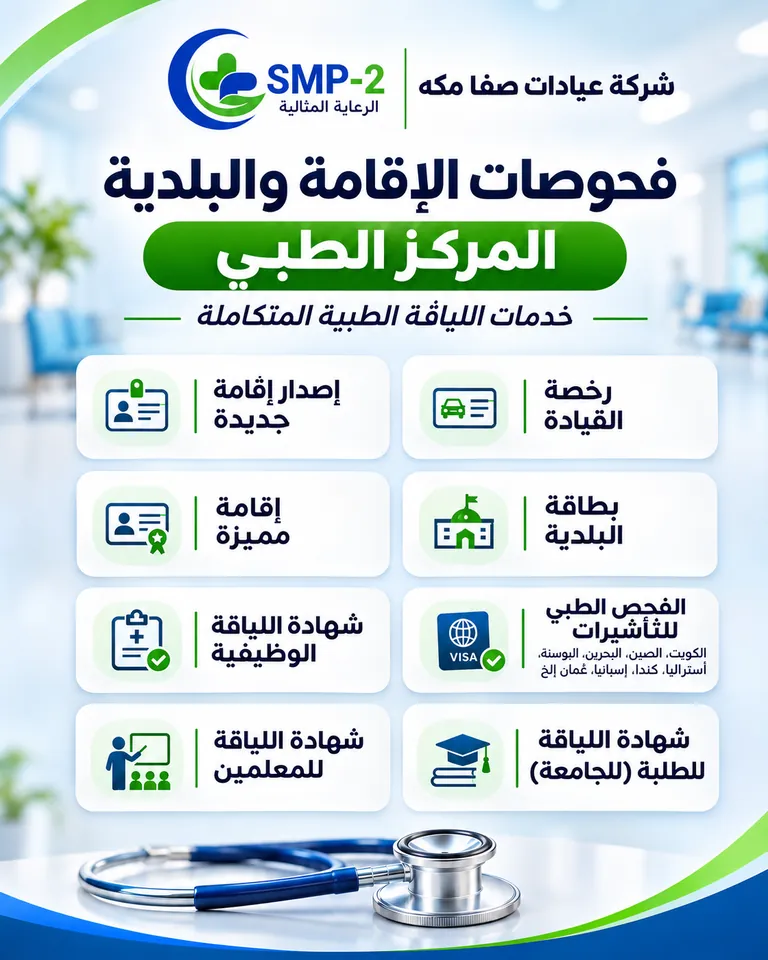 شركة عيادات صفا مكه
SMP-2
الرعاية المثالية
فحوصات الإقامة والبلدية
المركز الطبي
خدمات اللياقة الطبية المتكاملة
رخصة
القيادة
إصدار إقامة
جديدة
بطاقة
البلدية
إقامة
مميزة
الفحص الطبي
للتأشيرات
الكويت، الصين، البحرين، البوسنة،
أستراليا، كندا، إسبانيا، عُمان إلخ
VISA
شهادة اللياقة
الوظيفية
شهادة اللياقة
للطلبة (للجامعة)
شهادة اللياقة
للمعلمين